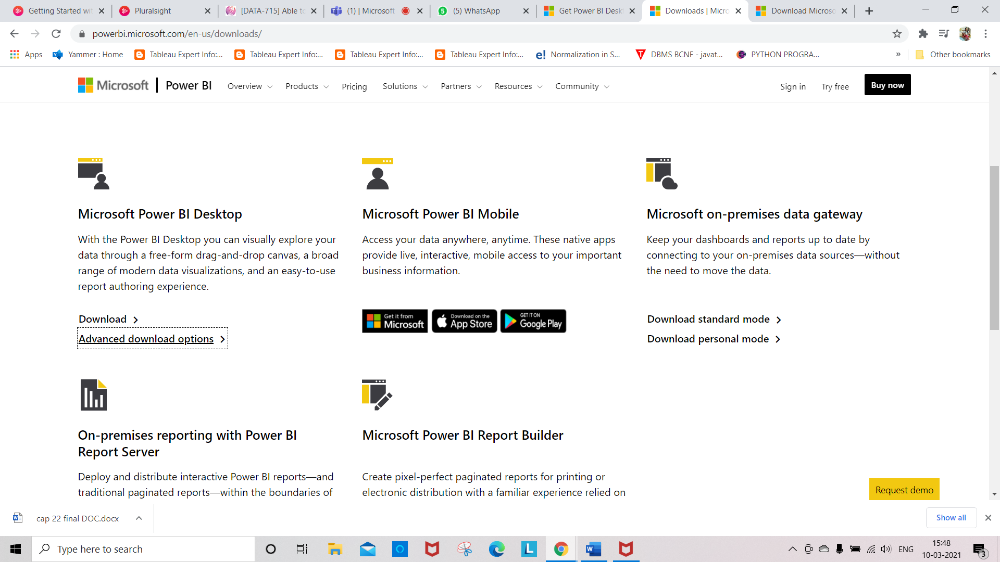 Getting Started wit
Pluralsight
[DATA-715] Able to
(1) | Microsoft
(5) WhatsApp
Get Power BI Desk
Downloads | Micro
Download Microso
powerbi.microsoft.com/en-us/downloads/
Apps
Yammer : Home
Tableau Expert Info:...
Tableau Expert Info:...
Tableau Expert Info:...
Tableau Expert Info:...
Normalization in S...
DBMS BCNF - javat...
PYTHON PROGRA...
»
Other bookmarks
Microsoft
Power BI
Overview
Products
Pricing
Solutions
Partners
Resources
Community
Sign in
Try free
Buy now
Microsoft Power BI Desktop
With the Power BI Desktop you can visually explore your
data through a free-form drag-and-drop canvas, a broad
range of modern data visualizations, and an easy-to-use
report authoring experience.
Download
Advanced download options
Microsoft Power BI Mobile
Access your data anywhere, anytime. These native apps
provide live, interactive, mobile access to your important
business information.
Get it from
Microsoft
Download on the
App Store
GET IT ON
Google Play
Microsoft on-premises data gateway
Keep your dashboards and reports up to date by
connecting to your on-premises data sources—without
the need to move the data.
Download standard mode
Download personal mode
On-premises reporting with Power BI
Report Server
Deploy and distribute interactive Power BI reports—and
traditional paginated reports—within the boundaries of
Microsoft Power BI Report Builder
Create pixel-perfect paginated reports for printing or
electronic distribution with a familiar experience relied on
Request demo
cap 22 final DOC.docx
Show all
Type here to search
ENG
15:48
10-03-2021
3